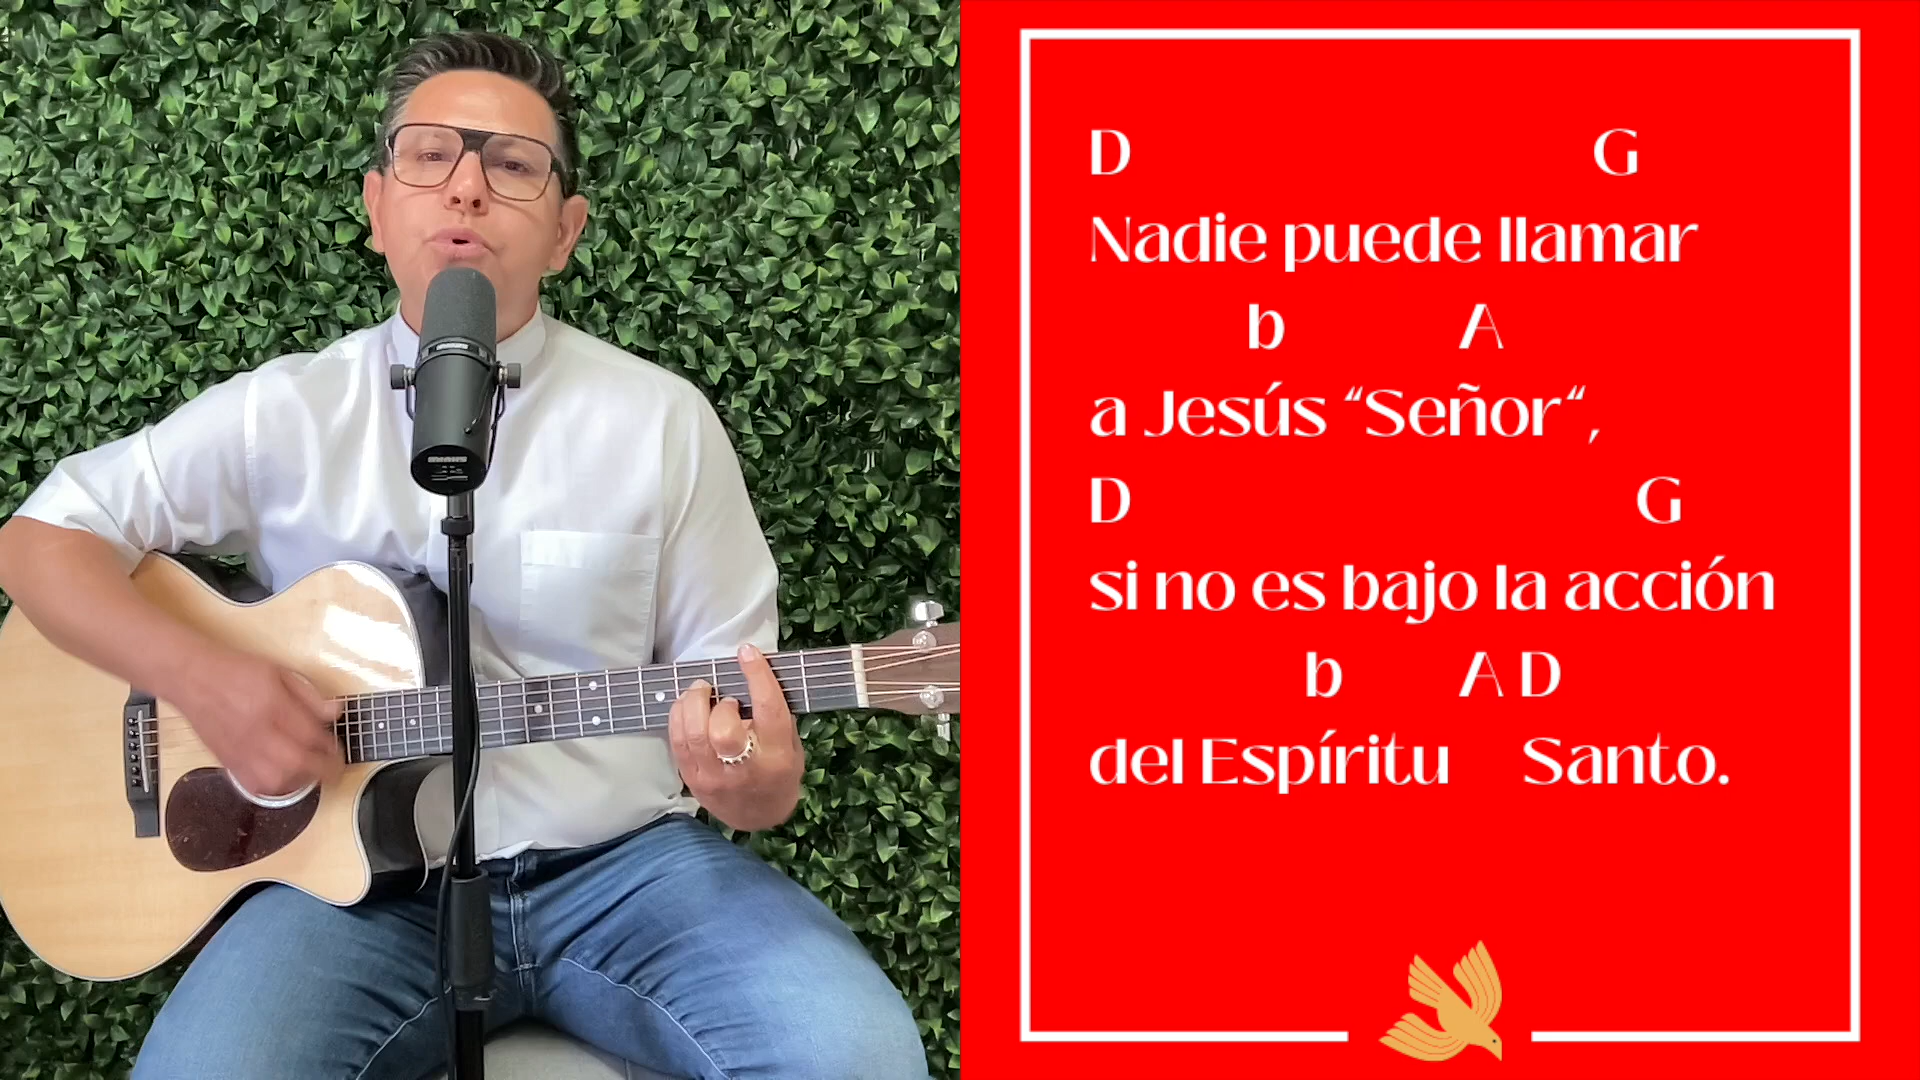 D G
Nadie puede llamar
b A
a Jesús “Señor“,
D G
si no es bajo la acción
b A D
del Espíritu Santo.